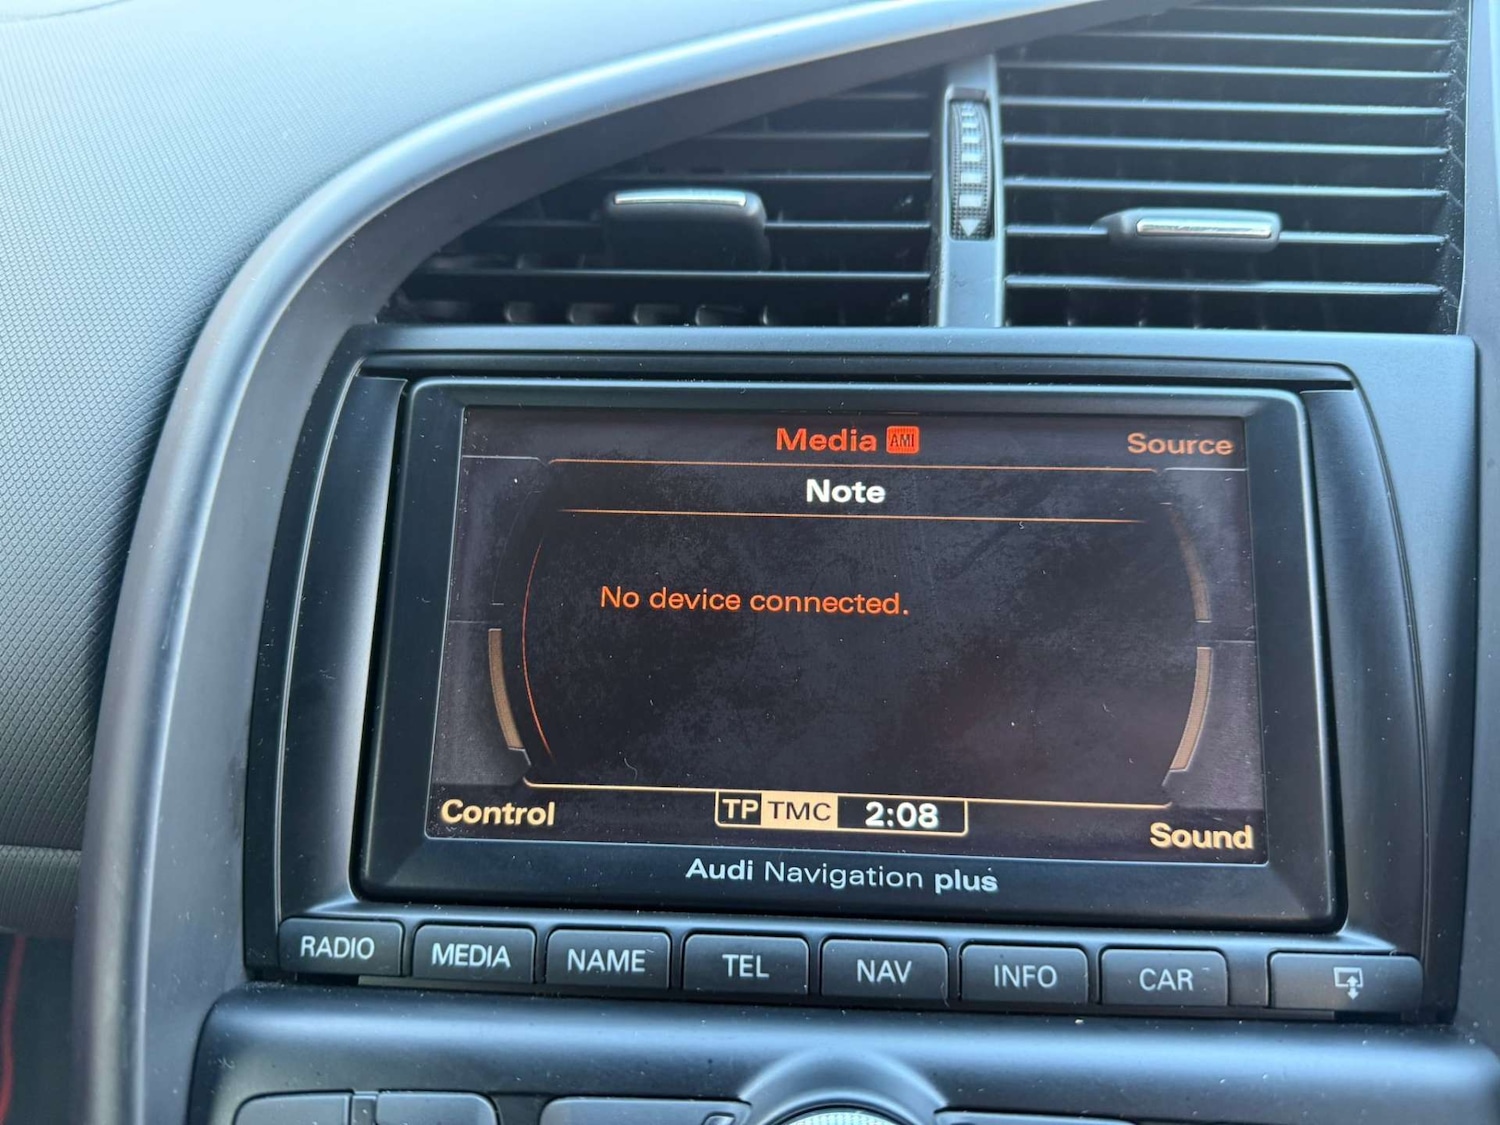 Media AMI
Source
Note
No device connected.
Control
TP TMC 2:08
Sound
Audi Navigation plus
RADIO MEDIA NAME TEL NAV INFO CAR